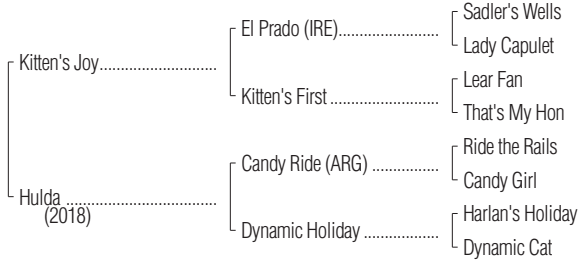 Sadler's Wells
El Prado (IRE)........................
Lady Capulet
Kitten's Joy............................
Lear Fan
Kitten's First .........................
That's My Hon
Ride the Rails
Candy Ride (ARG) ................
Candy Girl
Hulda ....................................
(2018)
Harlan's Holiday
Dynamic Holiday ..................
Dynamic Cat